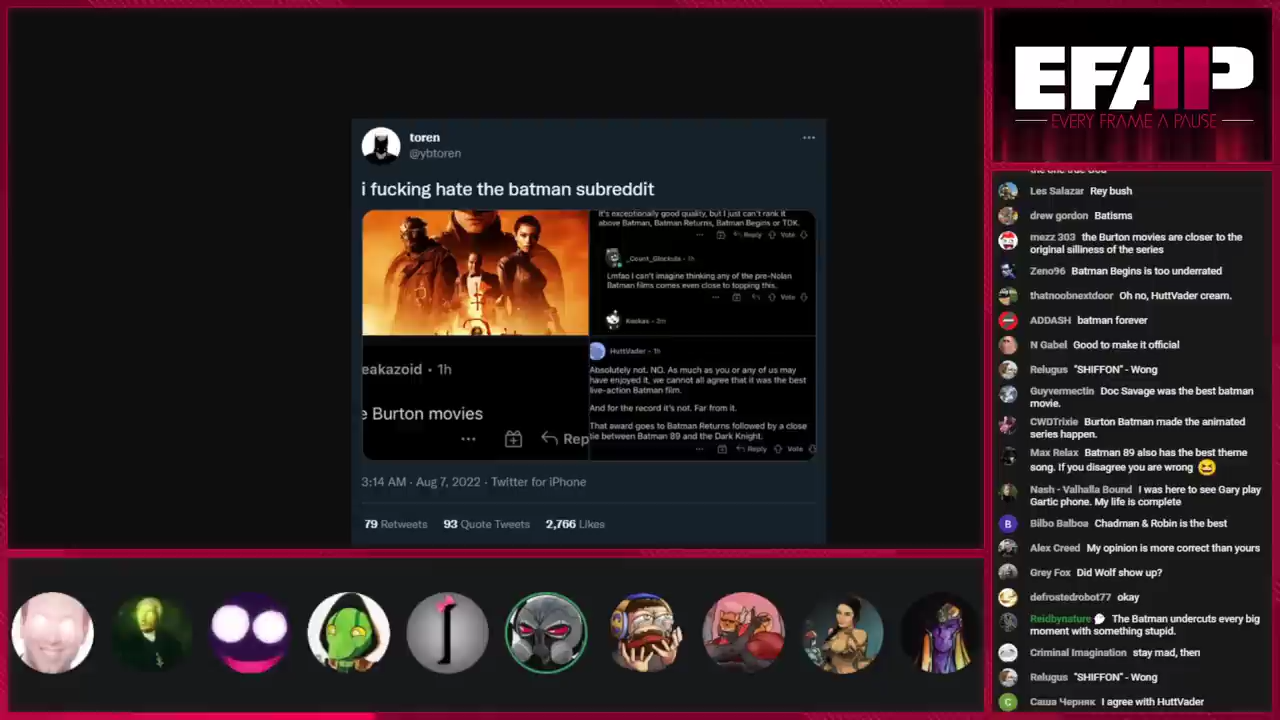 toren
@ybtoren
i fucking hate the batman subreddit
It's exceptionally good quality, but I just can't rank it
above Batman, Batman Returns, Batman Begins or TDK.
Reply Vote
_Count_Glockula · 1h
Lmfao I can't imagine thinking any of the pre-Nolan
Batman films comes even close to topping this.
Vote
eakazoid · 1h
e Burton movies
Rep
HuttVader · 1h
Absolutely not. NO. As much as you or any of us may
have enjoyed it, we cannot all agree that it was the best
live-action Batman film.
And for the record it's not. Far from it.
That award goes to Batman Returns followed by a close
tie between Batman 89 and the Dark Knight.
Reply Vote
3:14 AM · Aug 7, 2022 · Twitter for iPhone
79 Retweets 93 Quote Tweets 2,766 Likes
EFAP
EVERY FRAME A PAUSE
Les Salazar Rey bush
drew gordon Batisms
mezz 303 the Burton movies are closer to the
original silliness of the series
Zeno96 Batman Begins is too underrated
thatnoobnextdoor Oh no, HuttVader cream.
ADDASH batman forever
N Gabel Good to make it official
Relugus "SHIFFON" - Wong
Guyvermectin Doc Savage was the best batman
movie.
CWDTrixie Burton Batman made the animated
series happen.
Max Relax Batman 89 also has the best theme
song. If you disagree you are wrong
Nash - Valhalla Bound I was here to see Gary play
Gartic phone. My life is complete
B
Bilbo Balboa Chadman & Robin is the best
Alex Creed My opinion is more correct than yours
Grey Fox Did Wolf show up?
defrostedrobot77 okay
Reidbynature The Batman undercuts every big
moment with something stupid.
Criminal Imagination stay mad, then
Relugus "SHIFFON" - Wong
C
Саша Черняк I agree with HuttVader